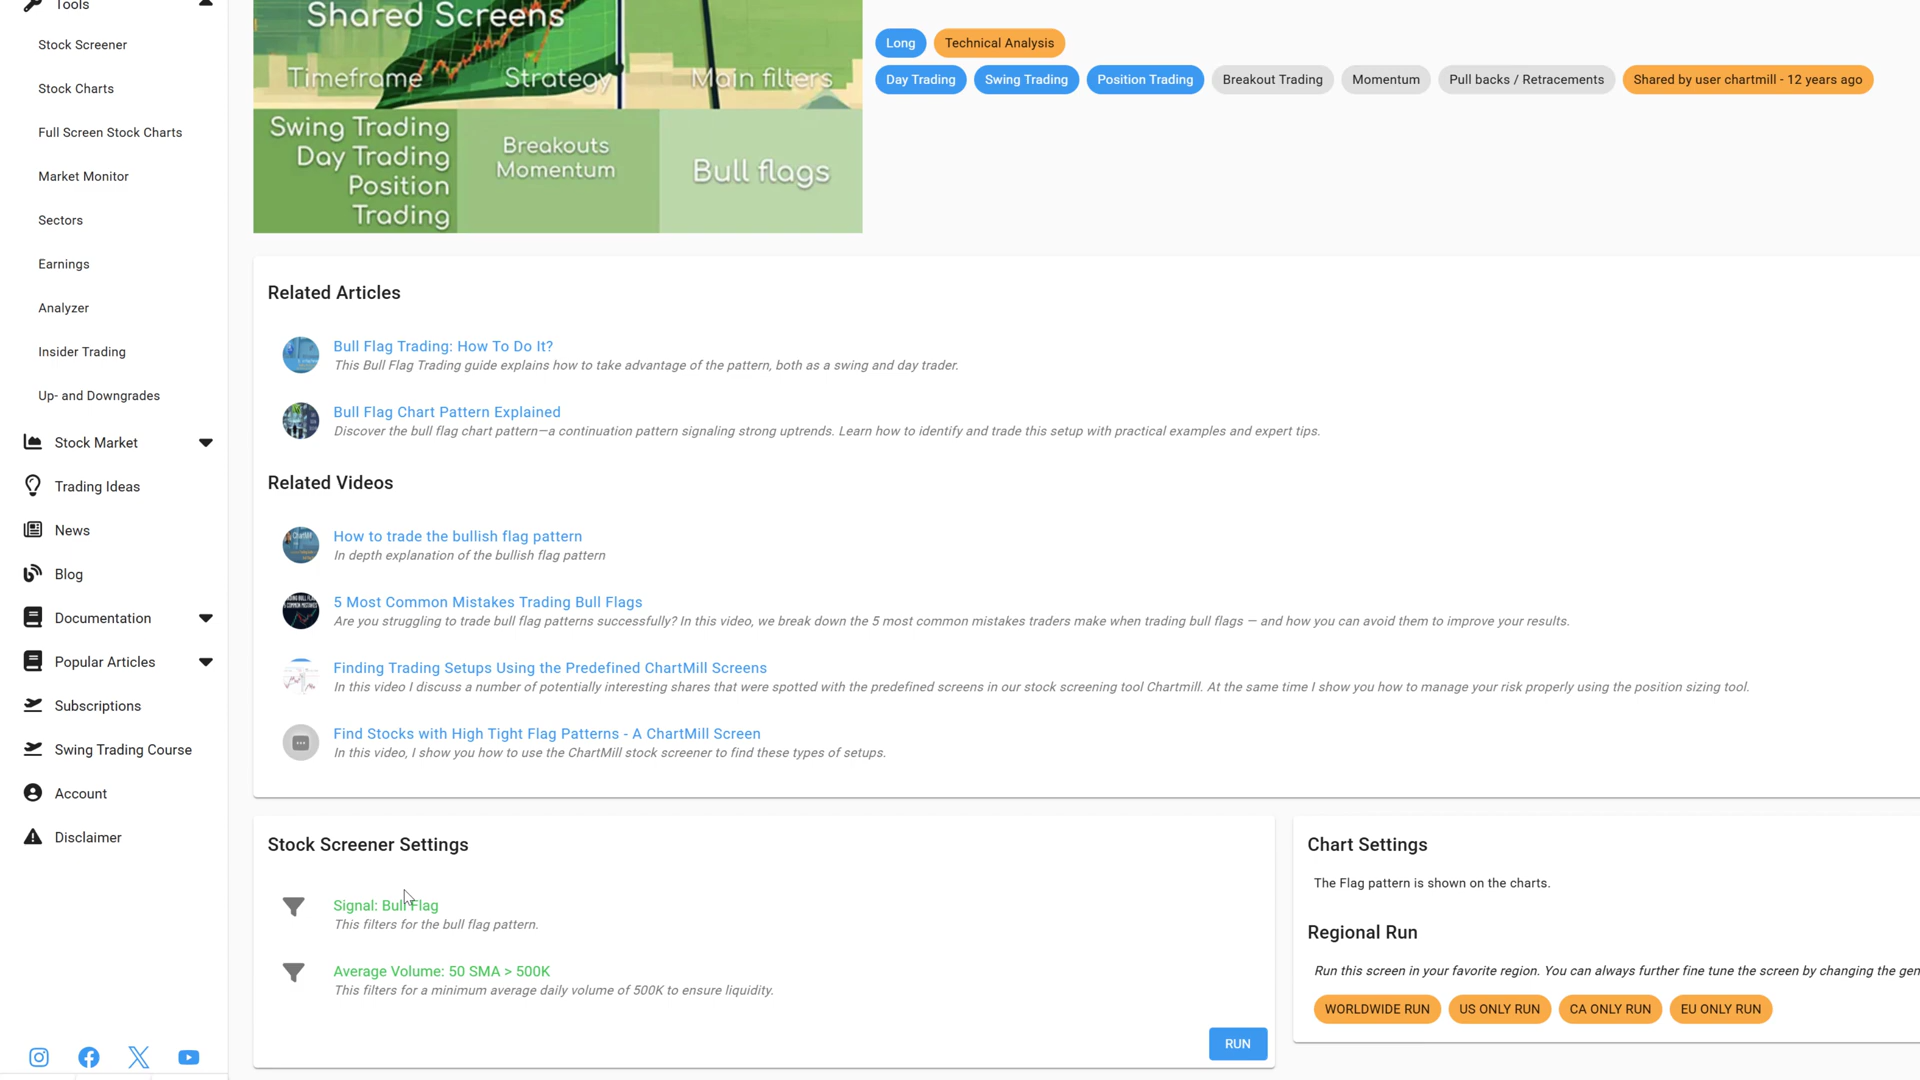 Tools
Stock Screener
Stock Charts
Full Screen Stock Charts
Market Monitor
Sectors
Earnings
Analyzer
Insider Trading
Up- and Downgrades
Stock Market
Trading Ideas
News
Blog
Documentation
Popular Articles
Subscriptions
Swing Trading Course
Account
Disclaimer
Shared Screens
Timeframe Strategy Main filters
Swing Trading
Day Trading
Position
Trading
Breakouts
Momentum
Bull flags
Long Technical Analysis
Day Trading Swing Trading Position Trading Breakout Trading Momentum Pull backs / Retracements Shared by user chartmill - 12 years ago
Related Articles
Bull Flag Trading: How To Do It?
This Bull Flag Trading guide explains how to take advantage of the pattern, both as a swing and day trader.
Bull Flag Chart Pattern Explained
Discover the bull flag chart pattern—a continuation pattern signaling strong uptrends. Learn how to identify and trade this setup with practical examples and expert tips.
Related Videos
How to trade the bullish flag pattern
In depth explanation of the bullish flag pattern
5 Most Common Mistakes Trading Bull Flags
Are you struggling to trade bull flag patterns successfully? In this video, we break down the 5 most common mistakes traders make when trading bull flags — and how you can avoid them to improve your results.
Finding Trading Setups Using the Predefined ChartMill Screens
In this video I discuss a number of potentially interesting shares that were spotted with the predefined screens in our stock screening tool Chartmill. At the same time I show you how to manage your risk properly using the position sizing tool.
Find Stocks with High Tight Flag Patterns - A ChartMill Screen
In this video, I show you how to use the ChartMill stock screener to find these types of setups.
Stock Screener Settings
Signal: Bull Flag
This filters for the bull flag pattern.
Average Volume: 50 SMA > 500K
This filters for a minimum average daily volume of 500K to ensure liquidity.
RUN
Chart Settings
The Flag pattern is shown on the charts.
Regional Run
Run this screen in your favorite region. You can always further fine tune the screen by changing the gen
WORLDWIDE RUN US ONLY RUN CA ONLY RUN EU ONLY RUN